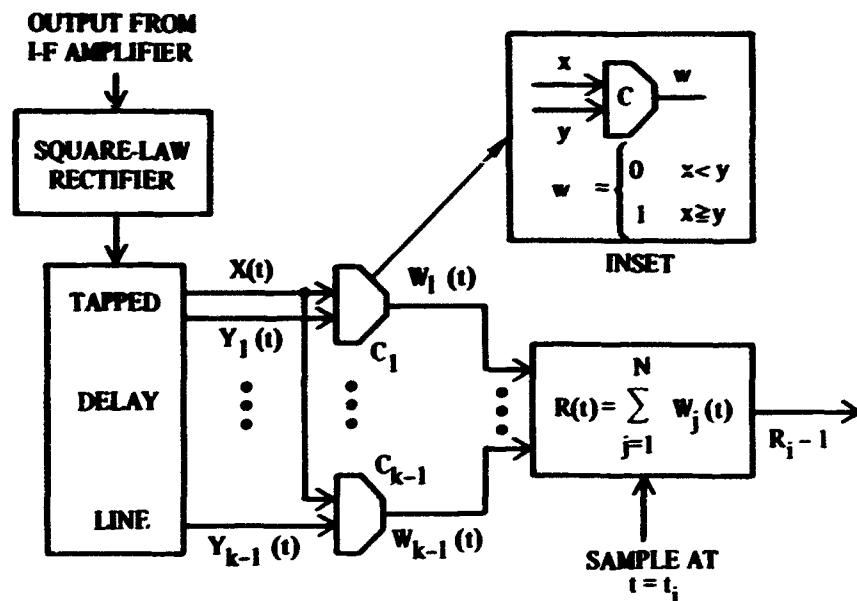 OUTPUT FROM
I-F AMPLIFIER
SQUARE-LAW
RECTIFIER
x
y
C
w
w = { 0 x < y
1 x ≧ y
INSET
TAPPED
DELAY
LINE
X(t)
Y₁(t)
C₁
W₁(t)
Cₖ₋₁
Yₖ₋₁(t)
Wₖ₋₁(t)
N
R(t) = ∑ Wⱼ(t)
j=1
Rᵢ - 1
SAMPLE AT
t = tᵢ